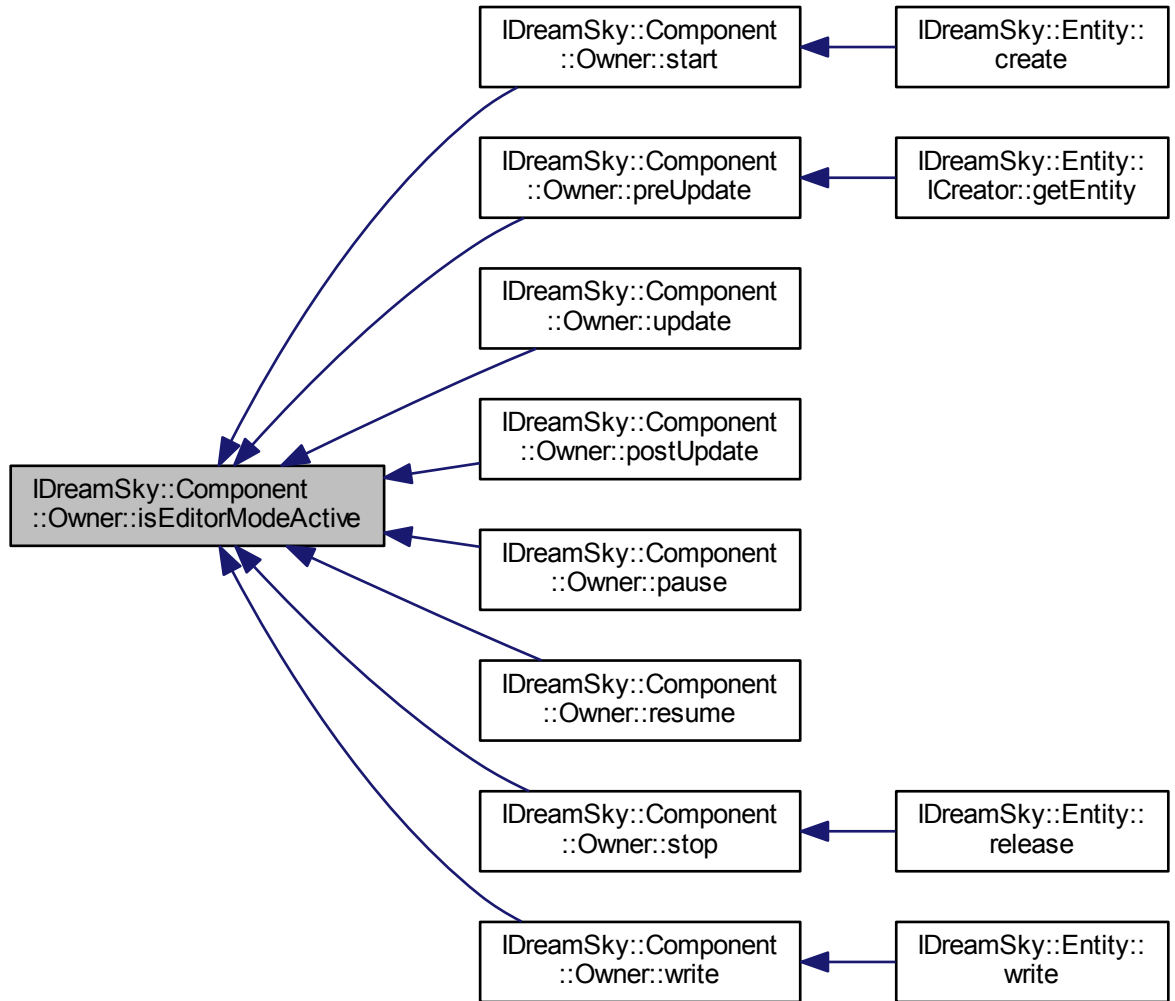 IDreamSky::Component
::Owner::start
IDreamSky::Entity::
create
IDreamSky::Component
::Owner::preUpdate
IDreamSky::Entity::
ICreator::getEntity
IDreamSky::Component
::Owner::update
IDreamSky::Component
::Owner::postUpdate
IDreamSky::Component
::Owner::isEditorModeActive
IDreamSky::Component
::Owner::pause
IDreamSky::Component
::Owner::resume
IDreamSky::Component
::Owner::stop
IDreamSky::Entity::
release
IDreamSky::Component
::Owner::write
IDreamSky::Entity::
write